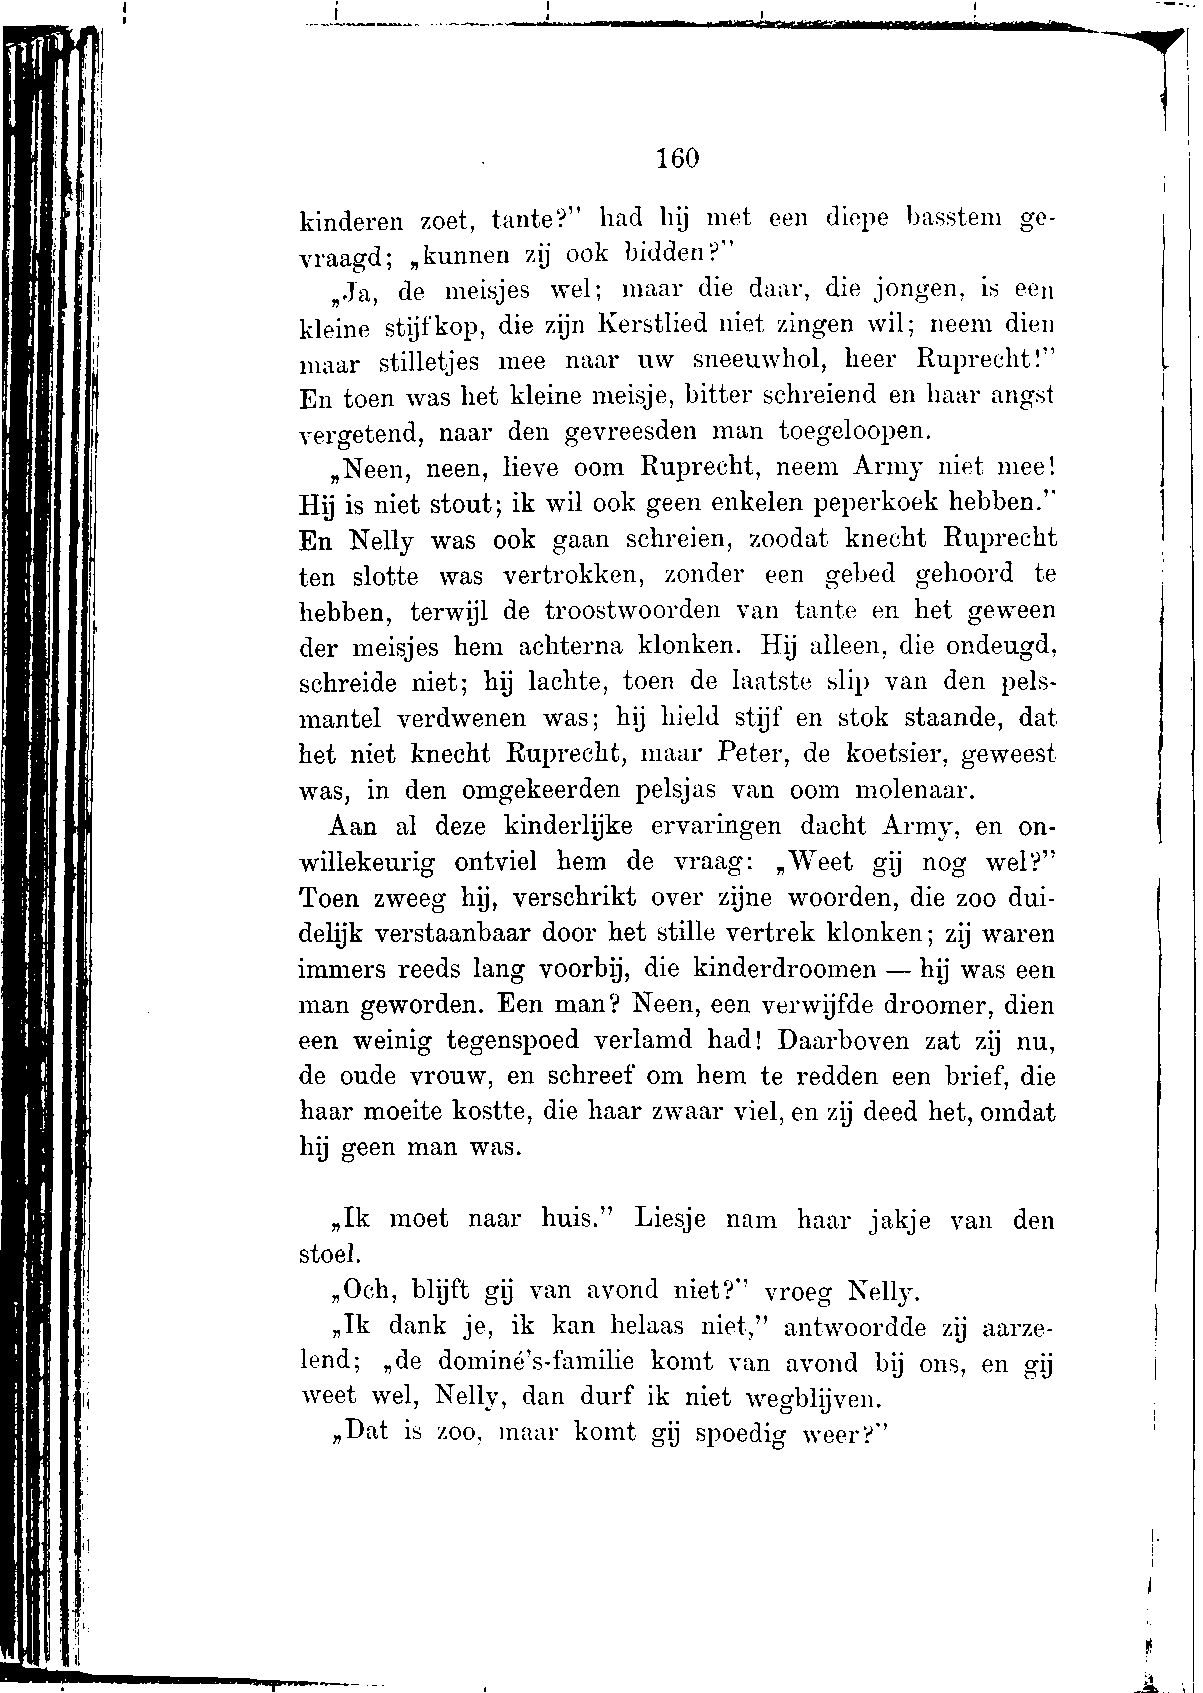 160
kinderen zoet, tante?” had hij met een diepe basstem ge-
vraagd; „kunnen zij ook bidden?”
„Ja, de meisjes wel; maar die daar, die jongen, is een
kleine stijfkop, die zijn Kerstlied niet zingen wil; neem dien
maar stilletjes mee naar uw sneeuwhol, heer Ruprecht!”
En toen was het kleine meisje, bitter schreiend en haar angst
vergetend, naar den gevreesden man toegeloopen.
„Neen, neen, lieve oom Ruprecht, neem Army niet mee!
Hij is niet stout; ik wil ook geen enkelen peperkoek hebben.”
En Nelly was ook gaan schreien, zoodat knecht Ruprecht
ten slotte was vertrokken, zonder een gebed gehoord te
hebben, terwijl de troostwoorden van tante en het geween
der meisjes hem achterna klonken. Hij alleen, die ondeugd,
schreide niet; hij lachte, toen de laatste slip van den pels-
mantel verdwenen was; hij hield stijf en stok staande, dat
het niet knecht Ruprecht, maar Peter, de koetsier, geweest
was, in den omgekeerden pelsjas van oom molenaar.
Aan al deze kinderlijke ervaringen dacht Army, en on-
willekeurig ontviel hem de vraag: „Weet gij nog wel?”
Toen zweeg hij, verschrikt over zijne woorden, die zoo dui-
delijk verstaanbaar door het stille vertrek klonken; zij waren
immers reeds lang voorbij, die kinderdroomen — hij was een
man geworden. Een man? Neen, een verwijfde droomer, dien
een weinig tegenspoed verlamd had! Daarboven zat zij nu,
de oude vrouw, en schreef om hem te redden een brief, die
haar moeite kostte, die haar zwaar viel, en zij deed het, omdat
hij geen man was.
„Ik moet naar huis.” Liesje nam haar jakje van den
stoel.
„Och, blijft gij van avond niet?” vroeg Nelly.
„Ik dank je, ik kan helaas niet,” antwoordde zij aarze-
lend; „de dominé’s-familie komt van avond bij ons, en gij
weet wel, Nelly, dan durf ik niet wegblijven.
„Dat is zoo, maar komt gij spoedig weer?”